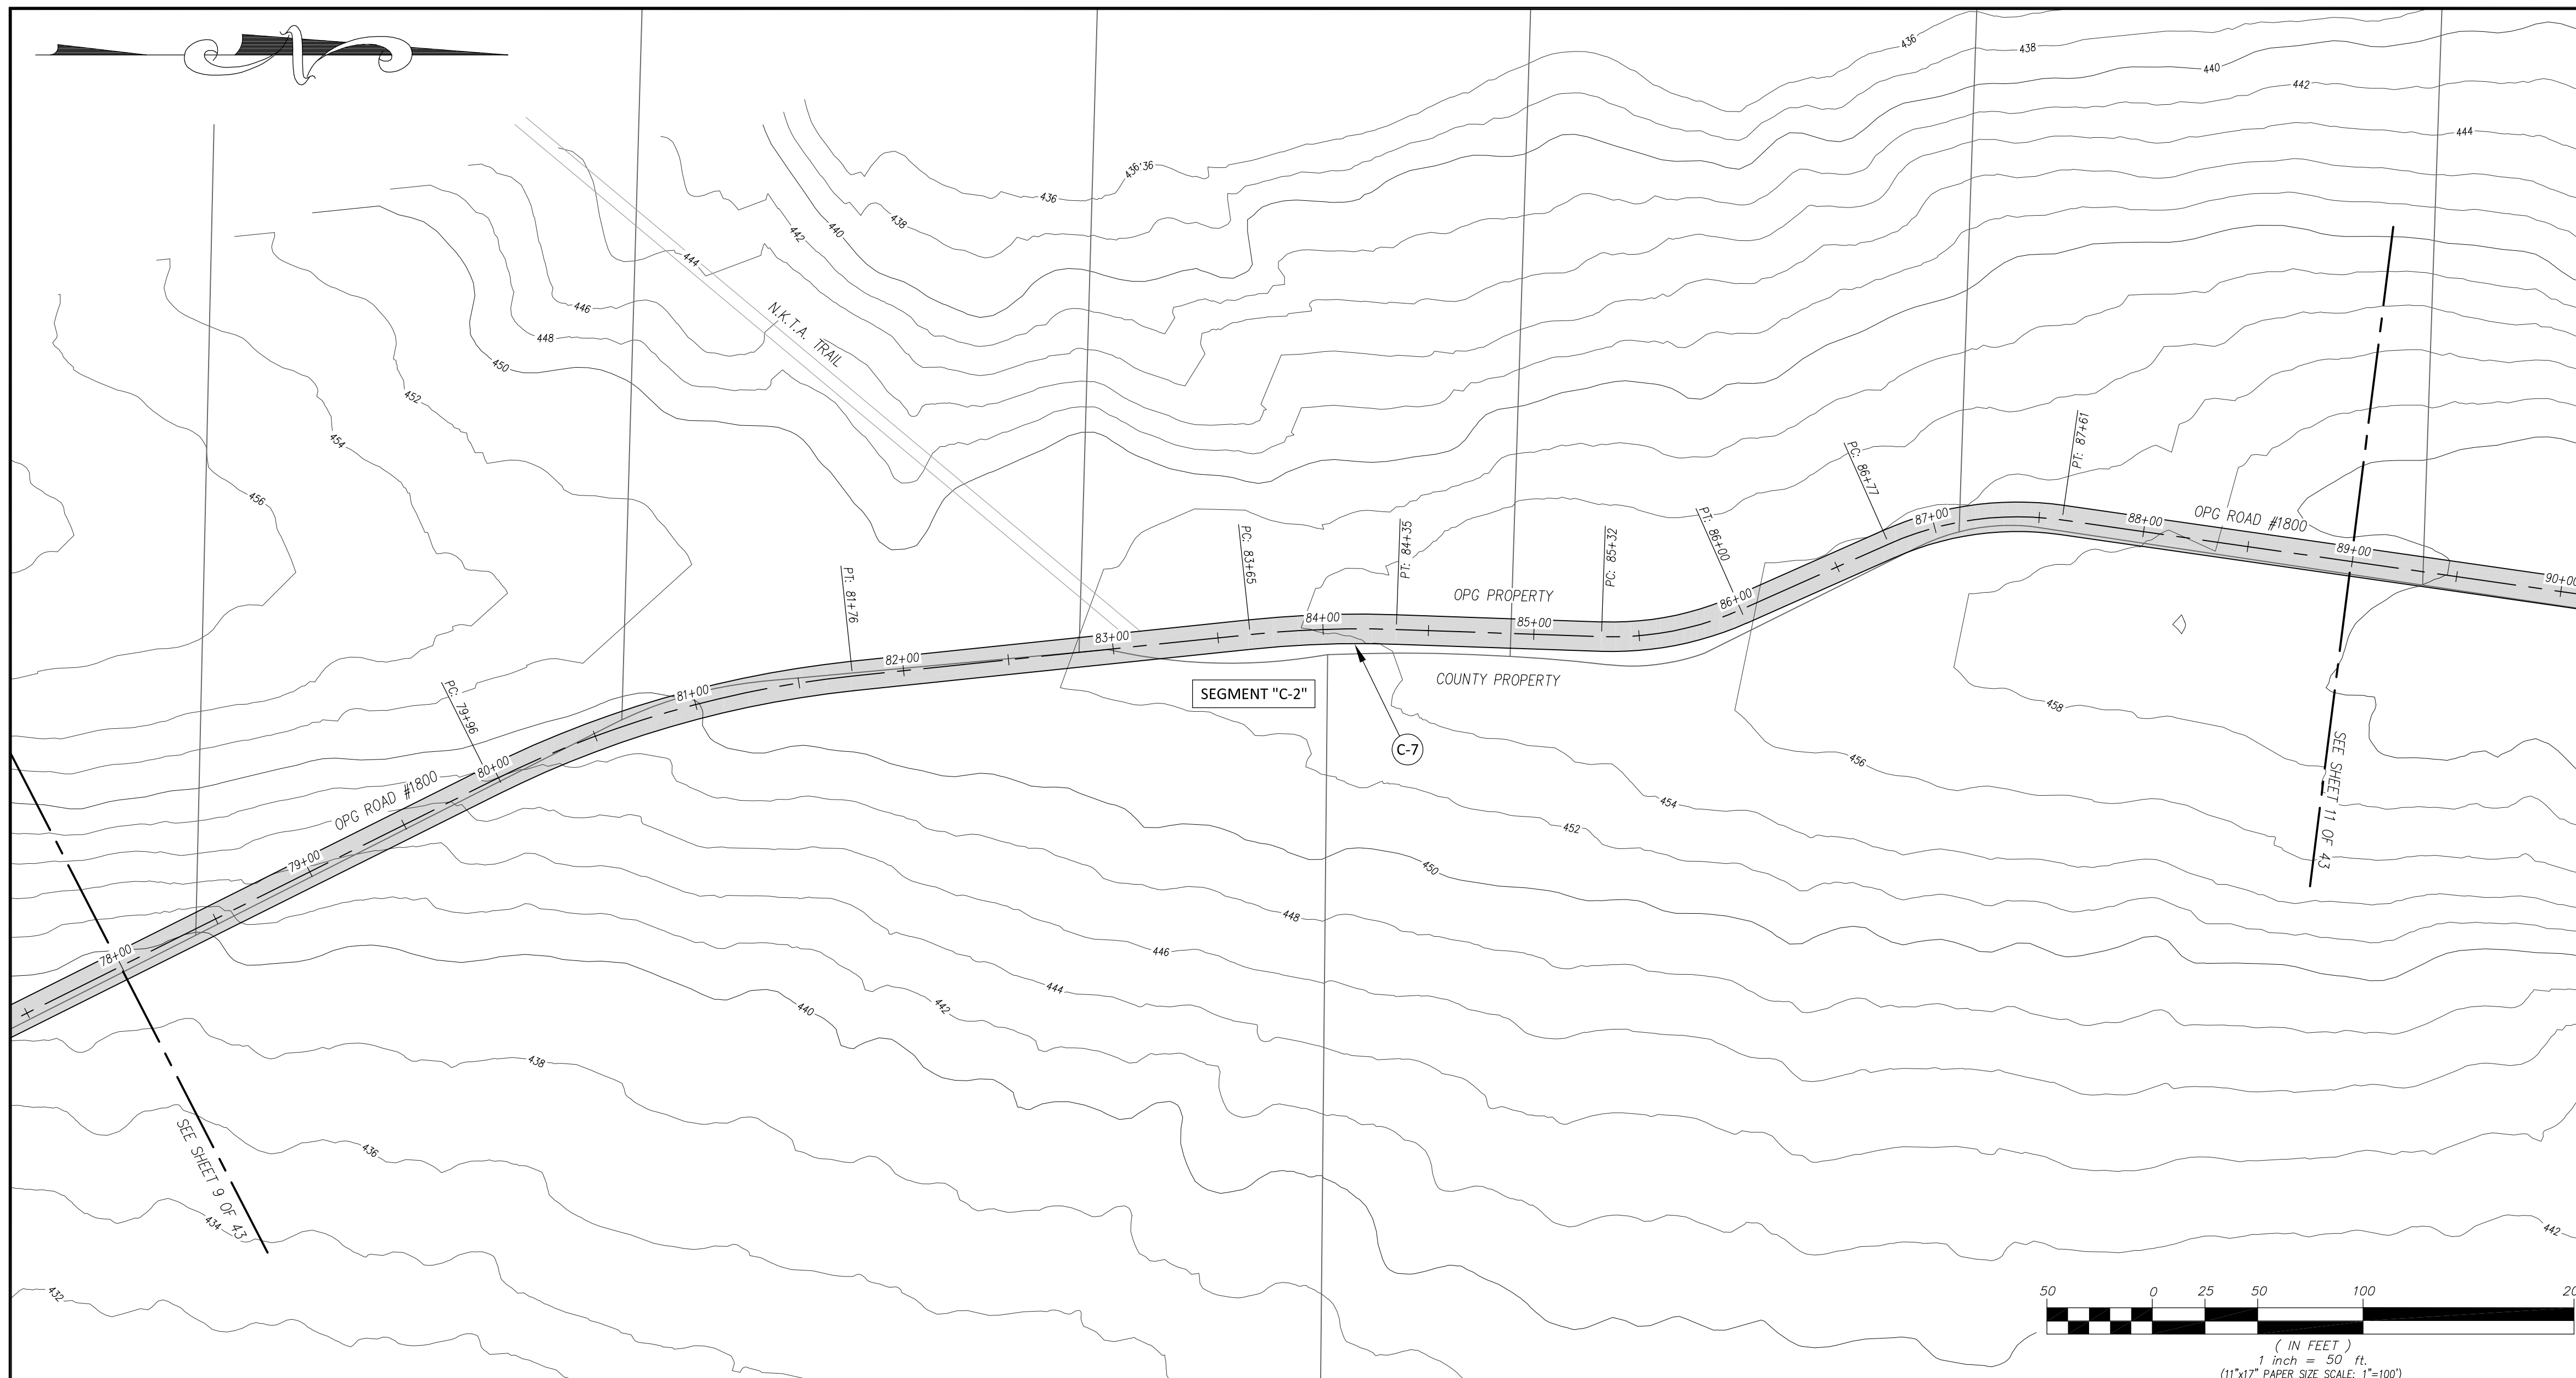 N
436
438
440
442
444
436
436'36
438
440
442
444
446
448
450
452
454
456
N.K.T.A. TRAIL
PC: 79+96
PT: 81+76
PC: 83+65
PT: 84+35
PC: 85+32
PT: 86+00
PC: 86+77
PT: 87+61
78+00
79+00
80+00
81+00
82+00
83+00
84+00
85+00
86+00
87+00
88+00
89+00
90+00
OPG ROAD #1800
OPG ROAD #1800
OPG PROPERTY
COUNTY PROPERTY
SEGMENT "C-2"
C-7
458
456
454
452
450
448
446
444
442
440
438
436
434
432
442
SEE SHEET 9 OF 43
SEE SHEET 11 OF 43
50 0 25 50 100
( IN FEET )
1 inch = 50 ft.
(11"x17" PAPER SIZE SCALE: 1"=100')